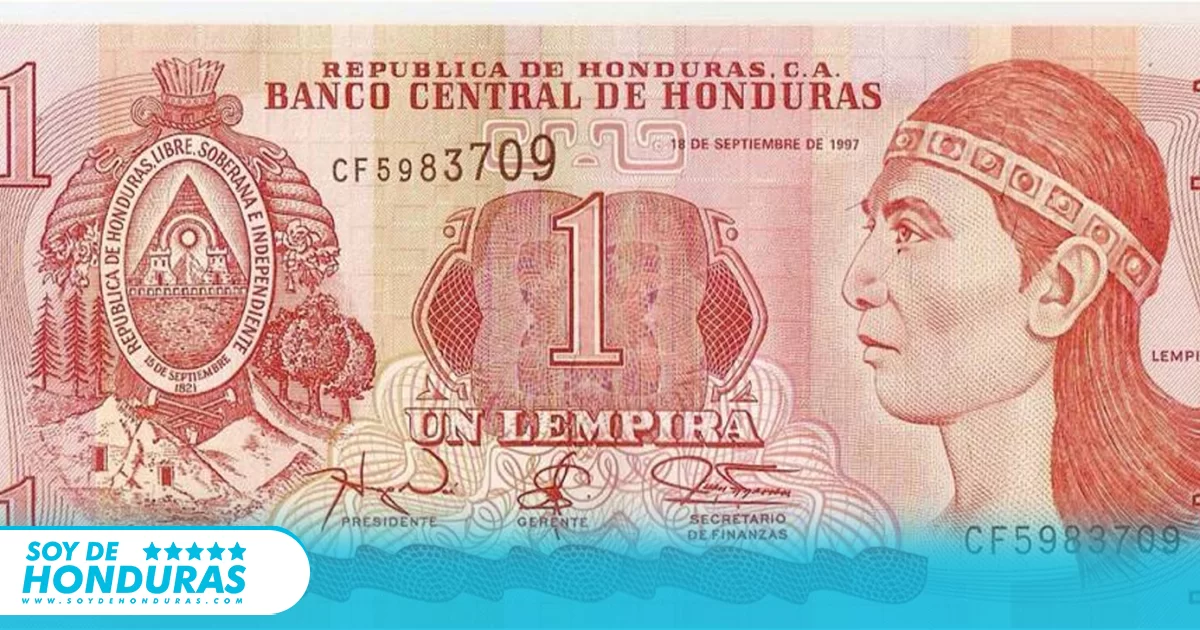 1
REPUBLICA DE HONDURAS, C.A.
BANCO CENTRAL DE HONDURAS
18 DE SEPTIEMBRE DE 1997
CF5983709
REPUBLICA DE HONDURAS, LIBRE, SOBERANA E INDEPENDIENTE
15 DE SEPTIEMBRE
1821
1
LEMPI
UN LEMPIRA
PRESIDENTE
GERENTE
SECRETARIO
DE FINANZAS
1
CF5983709
SOY DE
HONDURAS
WWW.SOYDEHONDURAS.COM